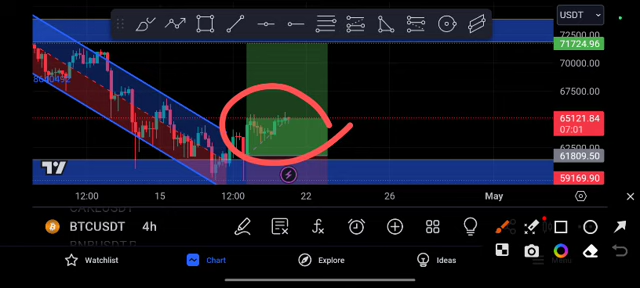 USDT
72500.00
71724.96
70000.00
67500.00
65121.84
07:01
62500.00
61809.50
59169.90
12:00
15
12:00
22
26
May
BTCUSDT 4h
Watchlist
Chart
Explore
Ideas